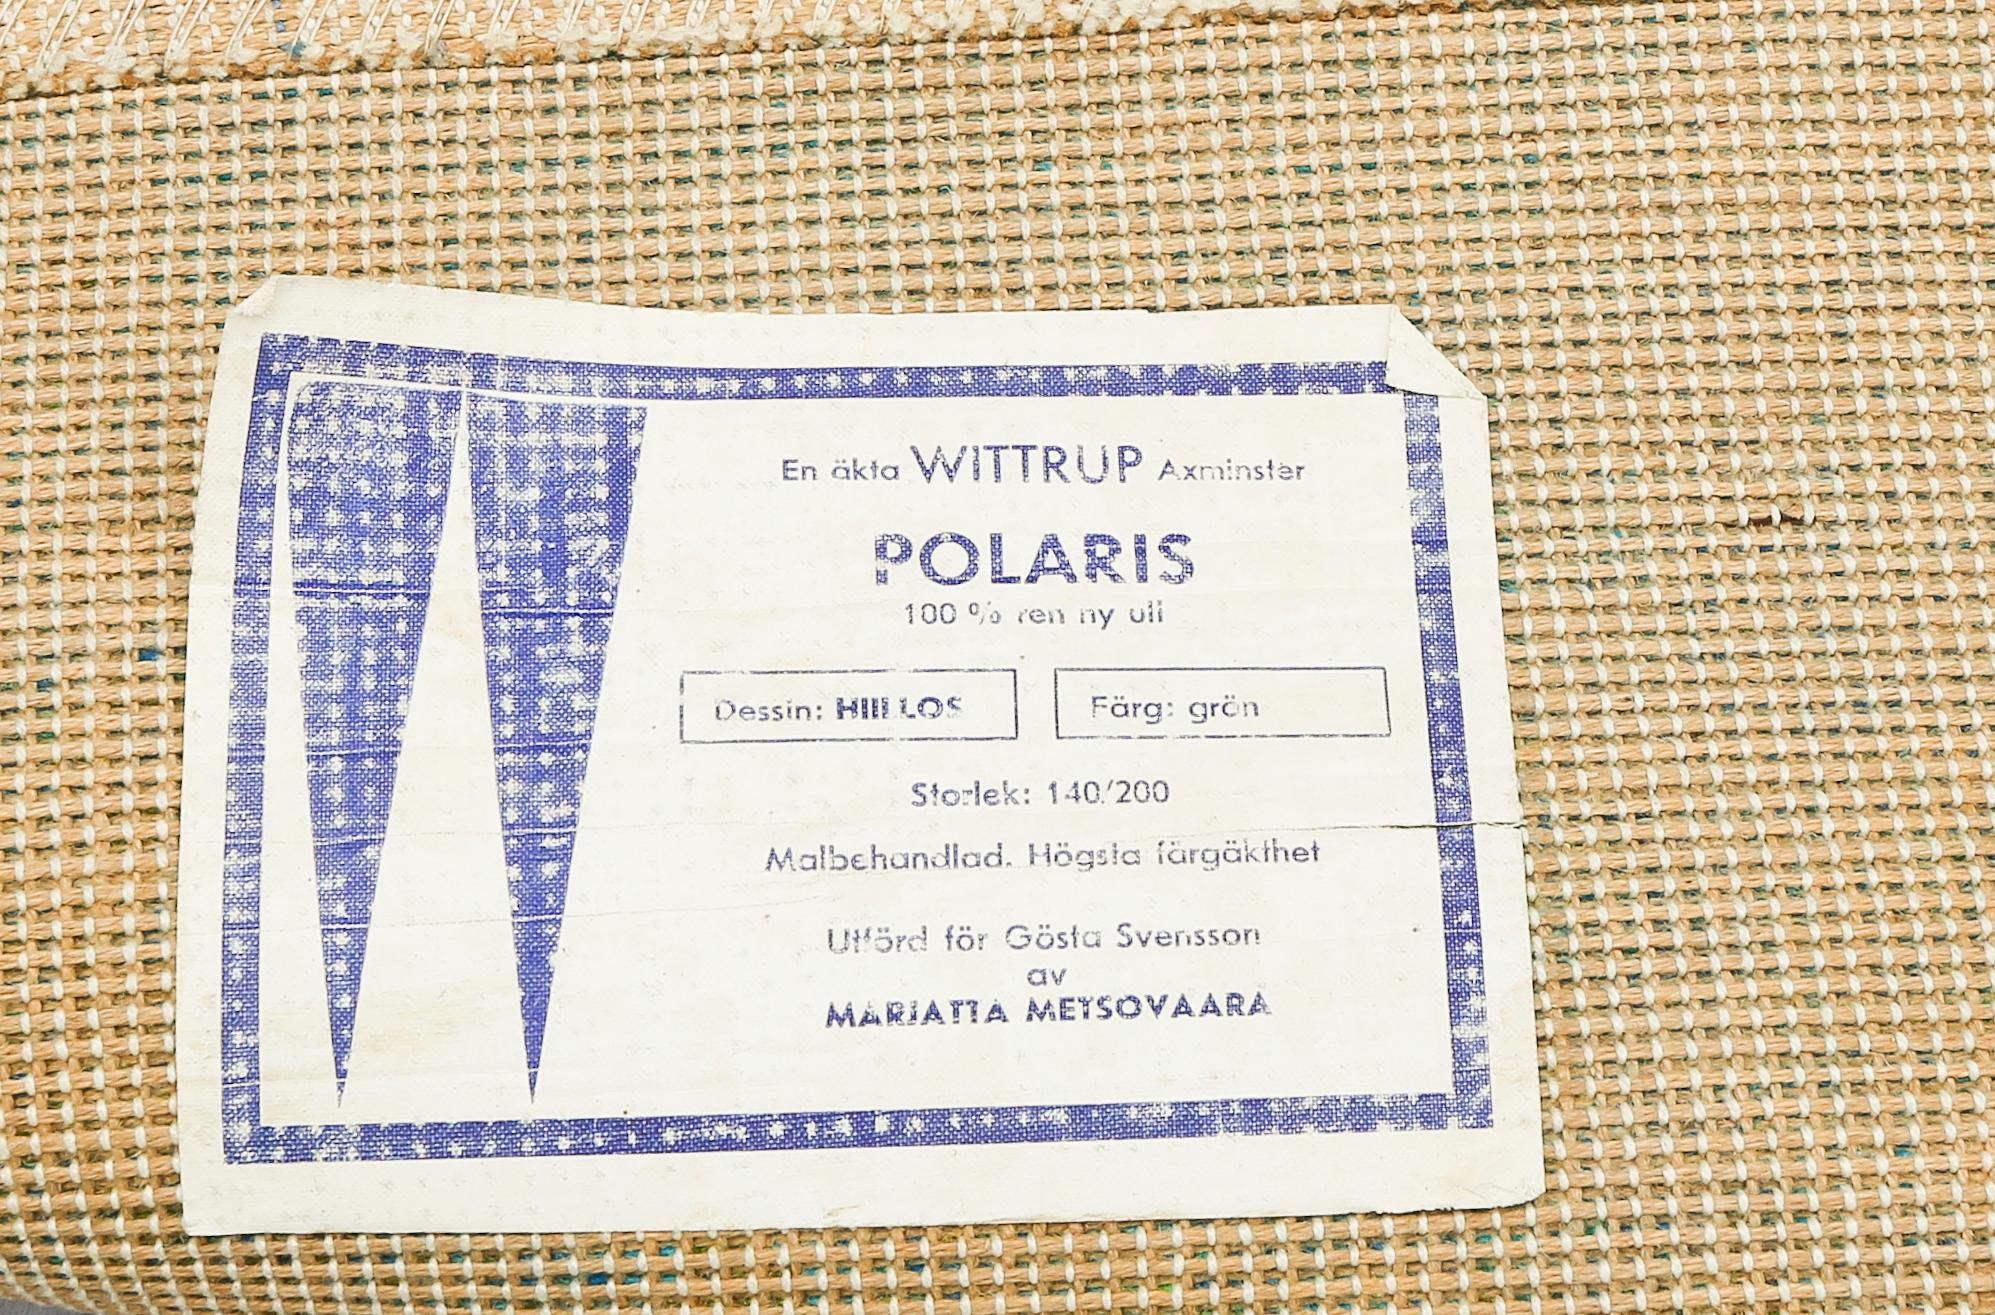 En äkta WITTRUP Axminster
POLARIS
100 % ren ny ull
Dessin: HIILLOS
Färg: grön
Storlek: 140/200
Malbehandlad. Högsta färgäkthet
Utförd för Gösta Svensson
av
MARJATTA METSOVAARA